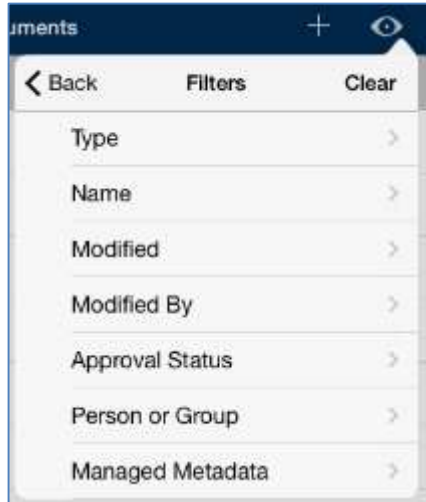 uments
Back Filters Clear
Type
Name
Modified
Modified By
Approval Status
Person or Group
Managed Metadata